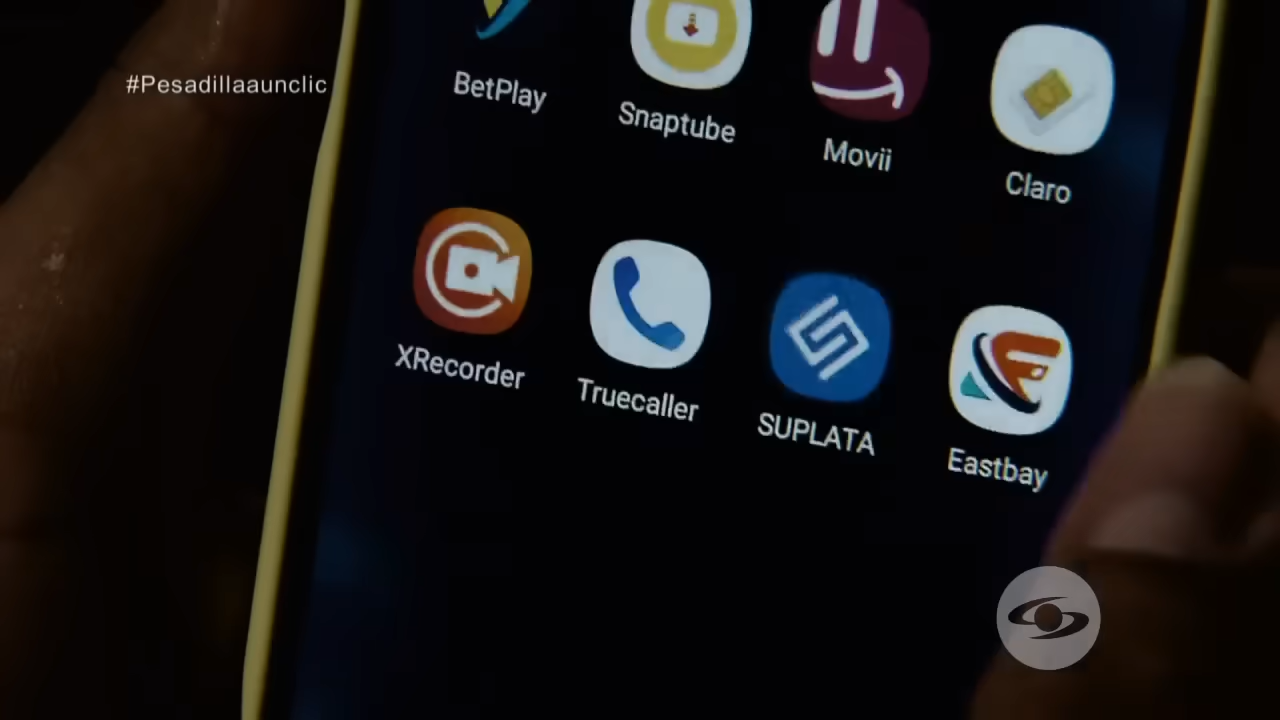 #Pesadillaaunclic
BetPlay
Snaptube
Movii
Claro
XRecorder
Truecaller
SUPLATA
Eastbay